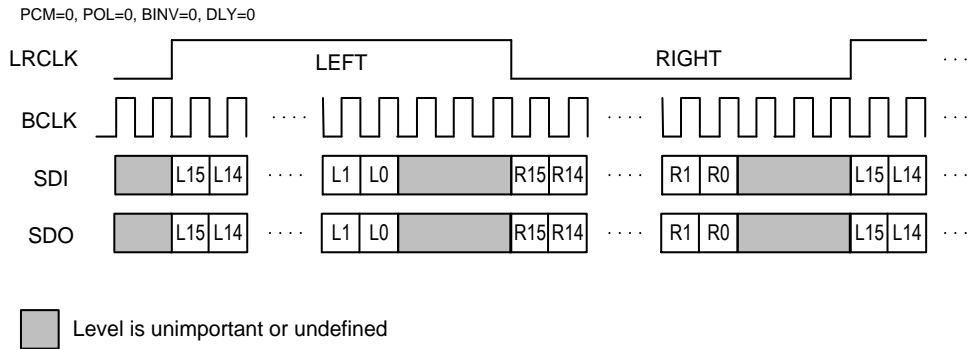 PCM=0, POL=0, BINV=0, DLY=0
LRCLK LEFT RIGHT . . .
BCLK . . . . . . . . . . .
SDI L15 L14 . . . . L1 L0 R15 R14 . . . . R1 R0 L15 L14 . . .
SDO L15 L14 . . . . L1 L0 R15 R14 . . . . R1 R0 L15 L14 . . .
Level is unimportant or undefined